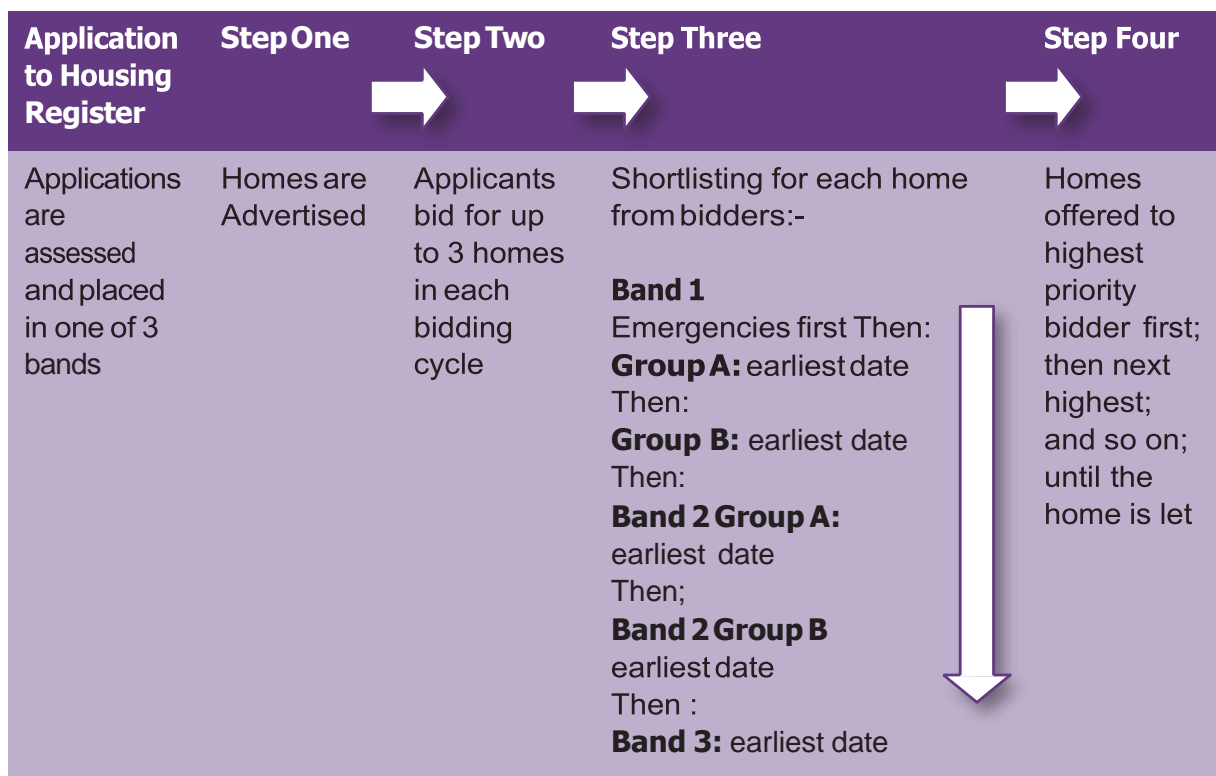 Application
to Housing
Register
Step One
Step Two
Step Three
Step Four
Applications
are
assessed
and placed
in one of 3
bands
Homes are
Advertised
Applicants
bid for up
to 3 homes
in each
bidding
cycle
Shortlisting for each home
from bidders:-
Band 1
Emergencies first Then:
Group A: earliest date
Then:
Group B: earliest date
Then:
Band 2 Group A:
earliest date
Then;
Band 2 Group B
earliest date
Then :
Band 3: earliest date
Homes
offered to
highest
priority
bidder first;
then next
highest;
and so on;
until the
home is let